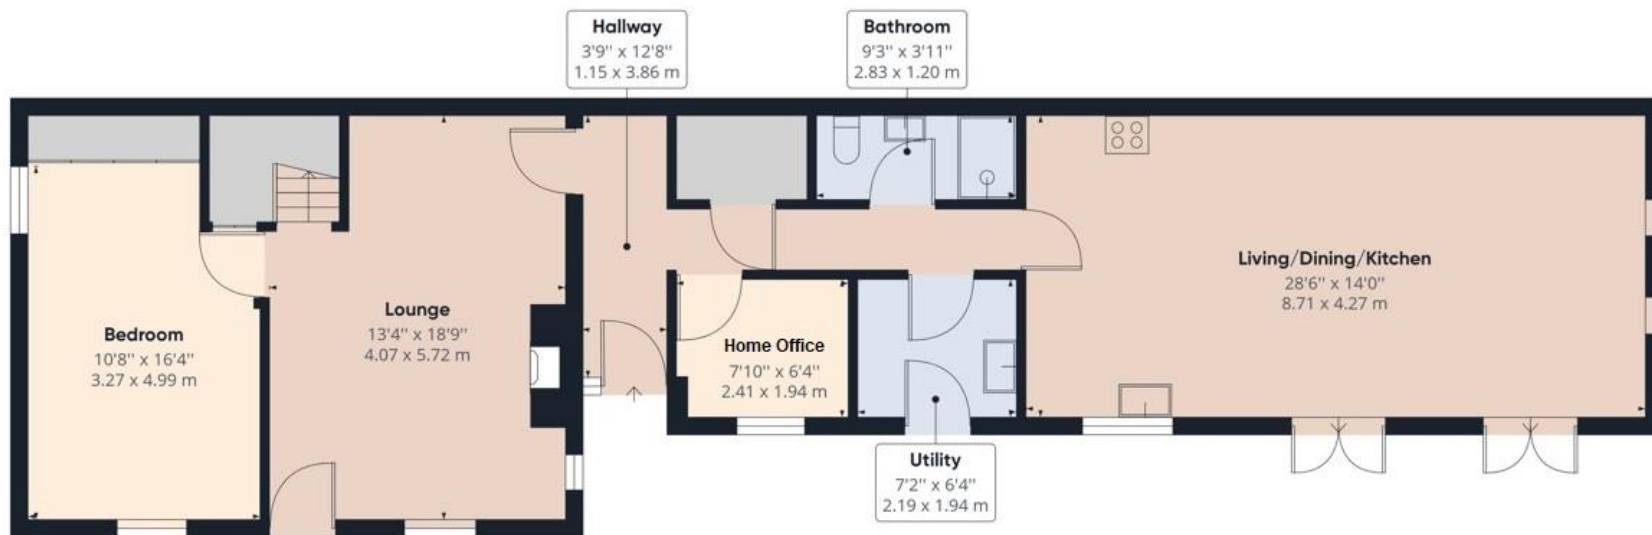 Hallway
3'9'' x 12'8''
1.15 x 3.86 m
Bathroom
9'3'' x 3'11''
2.83 x 1.20 m
Living/Dining/Kitchen
28'6'' x 14'0''
8.71 x 4.27 m
Lounge
13'4'' x 18'9''
4.07 x 5.72 m
Bedroom
10'8'' x 16'4''
3.27 x 4.99 m
Home Office
7'10'' x 6'4''
2.41 x 1.94 m
Utility
7'2'' x 6'4''
2.19 x 1.94 m